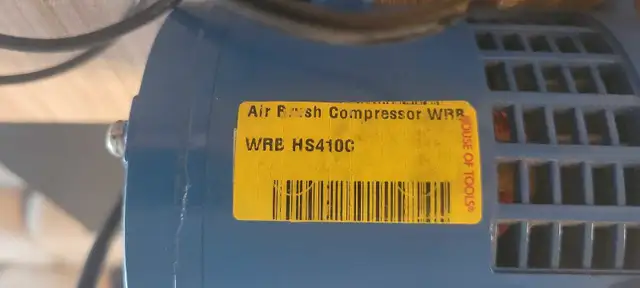 Air Brush Compressor WRB
WRB HS410C
HOUSE OF TOOLS®